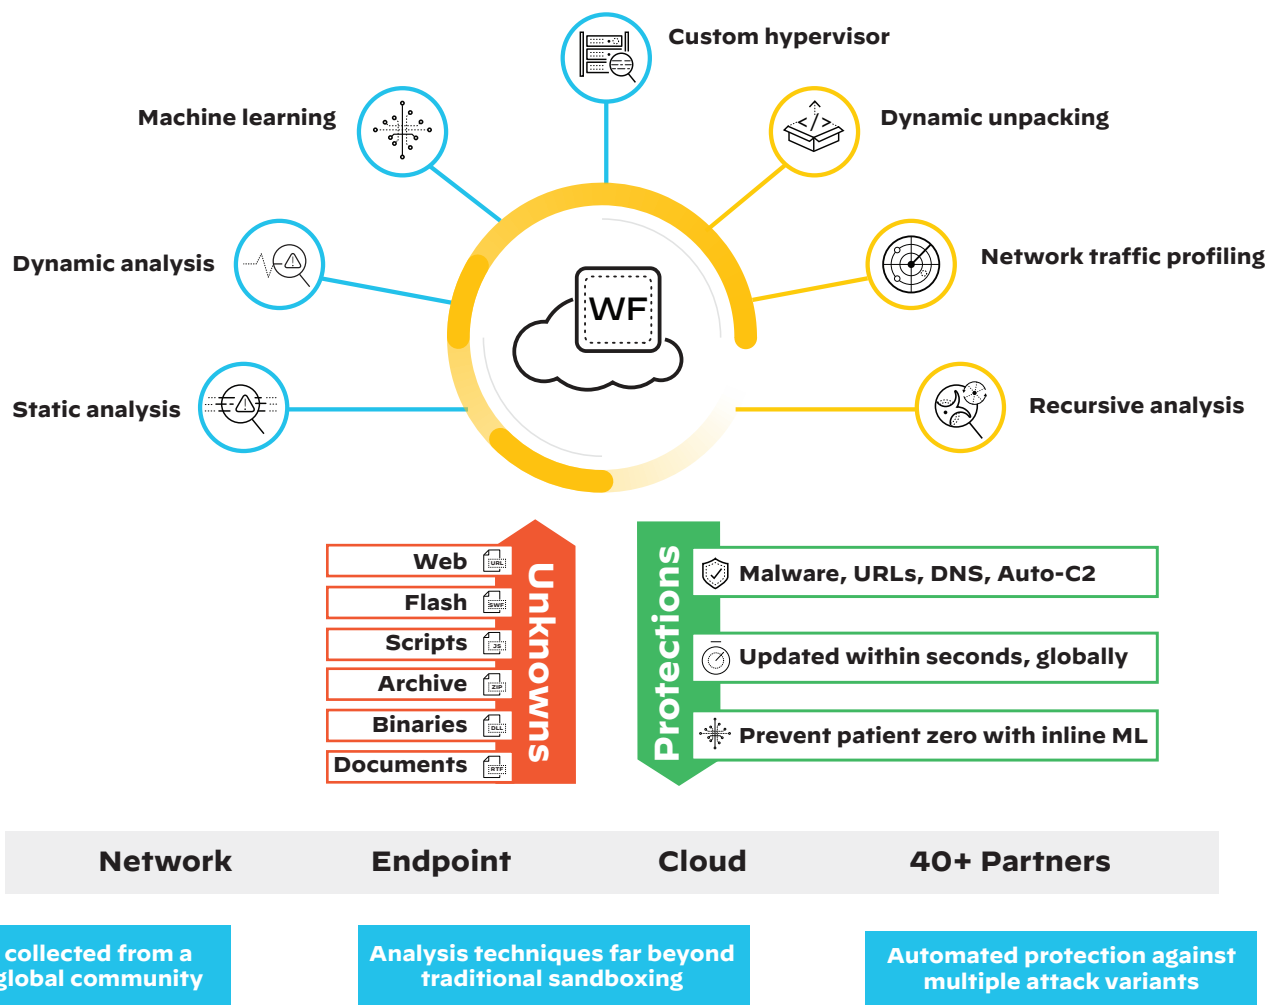 Custom hypervisor
Machine learning
Dynamic unpacking
Dynamic analysis
Network traffic profiling
WF
Static analysis
Recursive analysis
Unknowns
Web
URL
Flash
SWF
Scripts
JS
Archive
ZIP
Binaries
DLL
Documents
RTF
Protections
Malware, URLs, DNS, Auto-C2
Updated within seconds, globally
Prevent patient zero with inline ML
Network
Endpoint
Cloud
40+ Partners
collected from a
global community
Analysis techniques far beyond
traditional sandboxing
Automated protection against
multiple attack variants